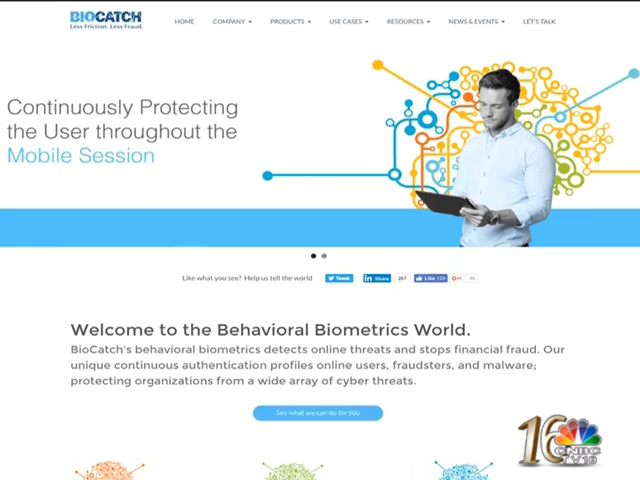 BIOCATCH
Less Friction. Less Fraud.
HOME COMPANY PRODUCTS USE CASES RESOURCES NEWS & EVENTS LET'S TALK
Continuously Protecting
the User throughout the
Mobile Session
Like what you see? Help us tell the world Tweet in Share 267 Like 133 G+
Welcome to the Behavioral Biometrics World.
BioCatch's behavioral biometrics detects online threats and stops financial fraud. Our
unique continuous authentication profiles online users, fraudsters, and malware;
protecting organizations from a wide array of cyber threats.
See what we can do for you
16
CNBC
TV18